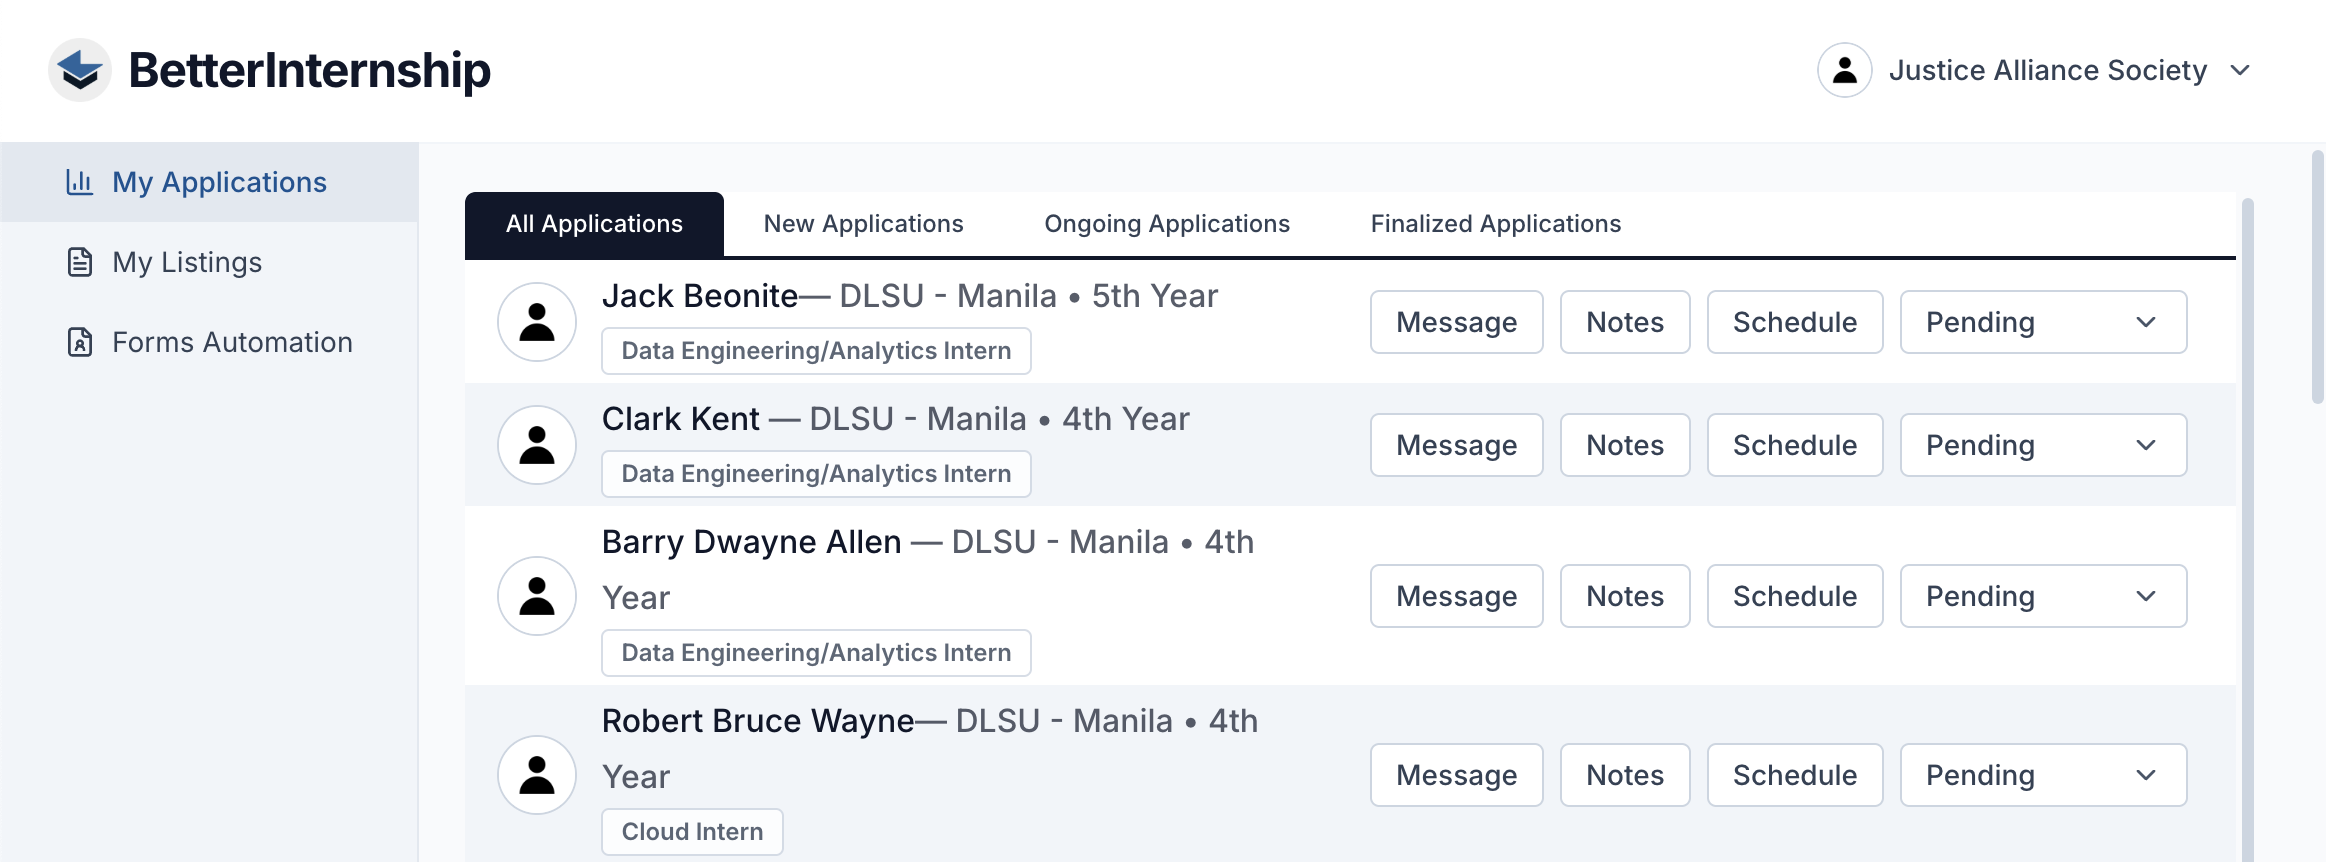 BetterInternship
Justice Alliance Society
My Applications
My Listings
Forms Automation
All Applications New Applications Ongoing Applications Finalized Applications
Jack Beonite— DLSU - Manila • 5th Year
Data Engineering/Analytics Intern
Message Notes Schedule Pending
Clark Kent — DLSU - Manila • 4th Year
Data Engineering/Analytics Intern
Message Notes Schedule Pending
Barry Dwayne Allen — DLSU - Manila • 4th
Year
Data Engineering/Analytics Intern
Message Notes Schedule Pending
Robert Bruce Wayne— DLSU - Manila • 4th
Year
Cloud Intern
Message Notes Schedule Pending